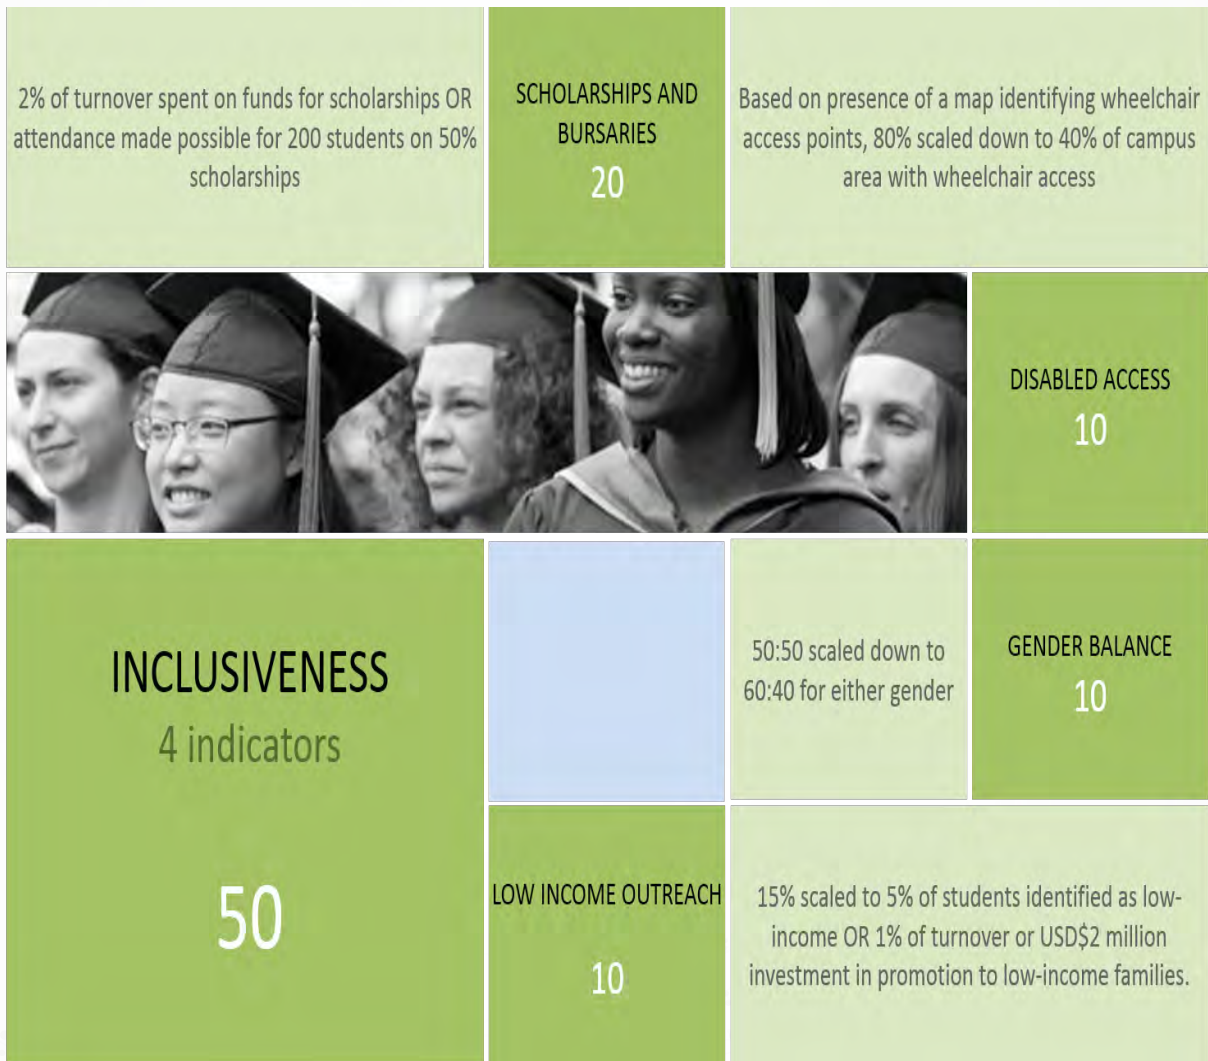 2% of turnover spent on funds for scholarships OR
attendance made possible for 200 students on 50%
scholarships
SCHOLARSHIPS AND
BURSARIES
20
Based on presence of a map identifying wheelchair
access points, 80% scaled down to 40% of campus
area with wheelchair access
DISABLED ACCESS
10
INCLUSIVENESS
4 indicators
50
50:50 scaled down to
60:40 for either gender
GENDER BALANCE
10
LOW INCOME OUTREACH
10
15% scaled to 5% of students identified as low-
income OR 1% of turnover or USD$2 million
investment in promotion to low-income families.